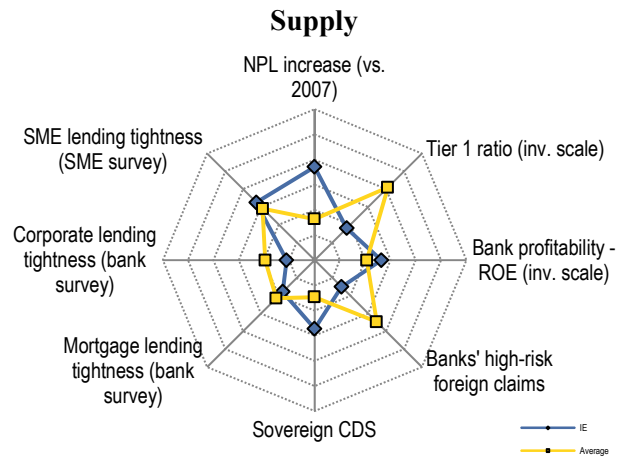 Supply
NPL increase (vs.
2007)
SME lending tightness
(SME survey)
Tier 1 ratio (inv. scale)
Corporate lending
tightness (bank
survey)
Bank profitability -
ROE (inv. scale)
Mortgage lending
tightness (bank
survey)
Banks' high-risk
foreign claims
Sovereign CDS
IE
Average